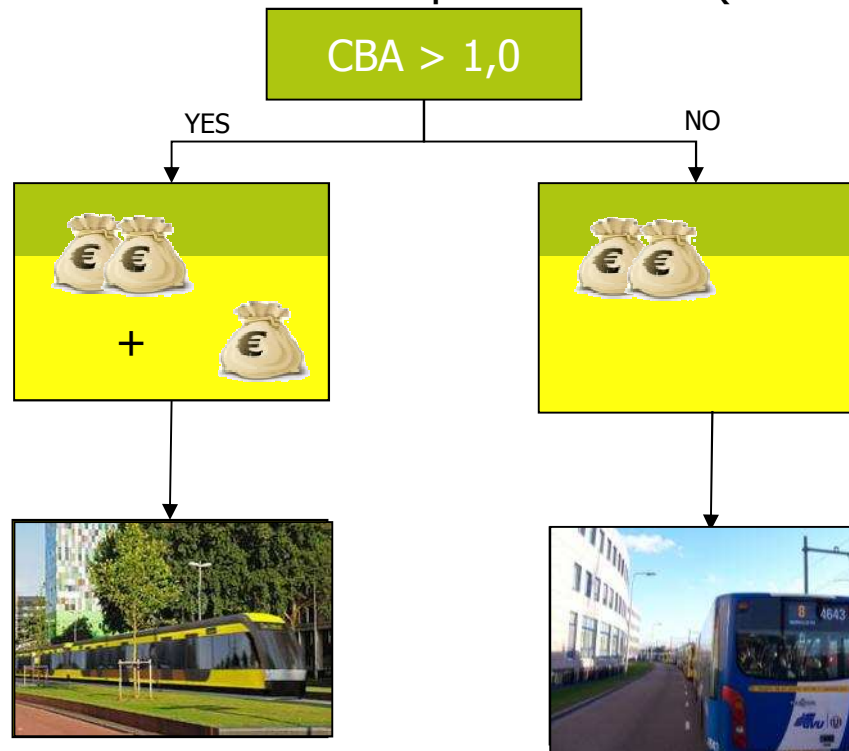 CBA > 1,0
YES
NO
€ €
+
€
€ €
8
4643